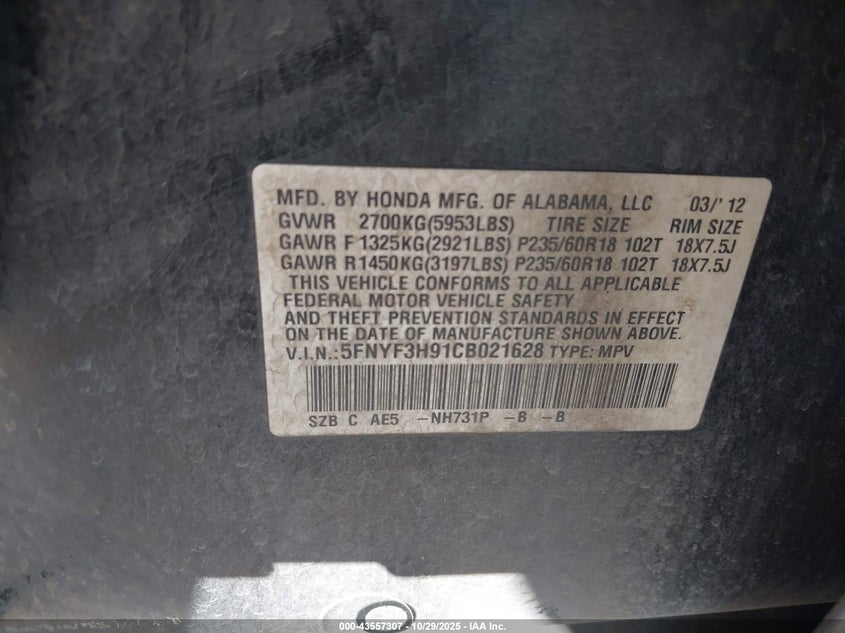 MFD. BY HONDA MFG. OF ALABAMA, LLC 03/'12
GVWR 2700KG(5953LBS) TIRE SIZE RIM SIZE
GAWR F 1325KG(2921LBS) P235/60R18 102T 18X7.5J
GAWR R1450KG(3197LBS) P235/60R18 102T 18X7.5J
THIS VEHICLE CONFORMS TO ALL APPLICABLE
FEDERAL MOTOR VEHICLE SAFETY
AND THEFT PREVENTION STANDARDS IN EFFECT
ON THE DATE OF MANUFACTURE SHOWN ABOVE.
V.I.N.:5FNYF3H91CB021628 TYPE: MPV
SZB C AE5 -NH731P -B -B
000-43557307 - 10/29/2025 - IAA Inc.